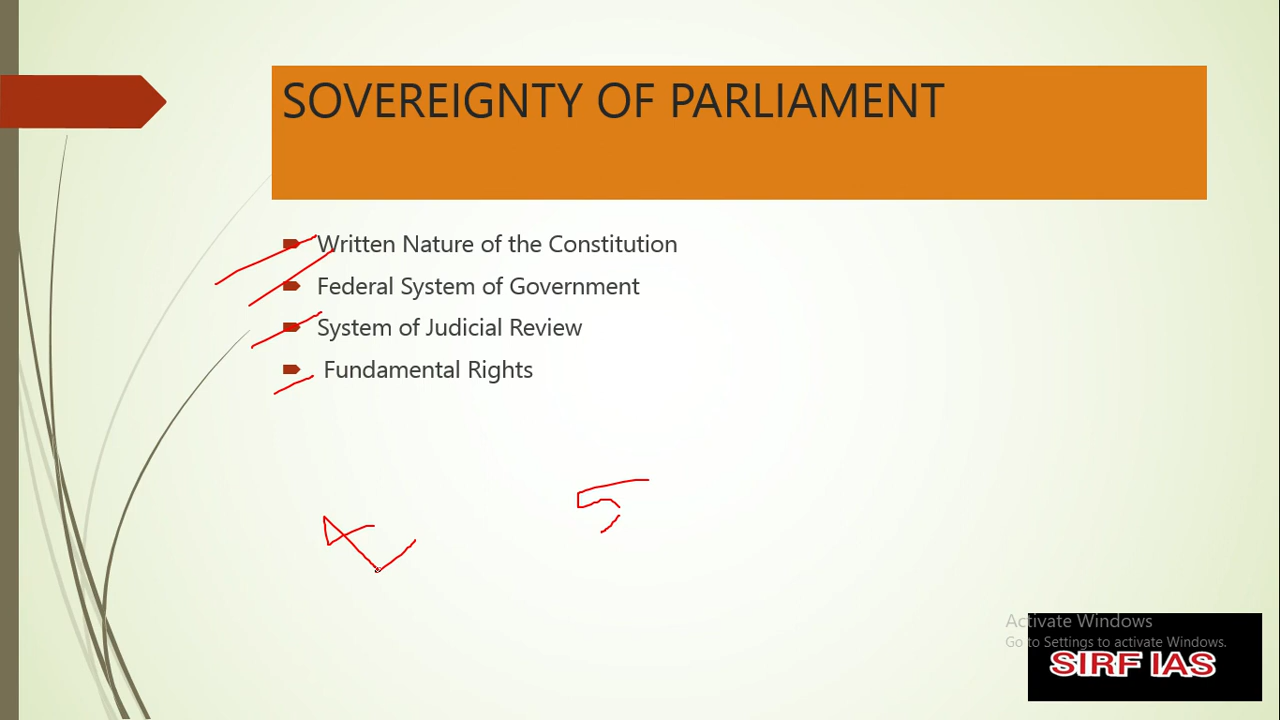 SOVEREIGNTY OF PARLIAMENT
Written Nature of the Constitution
Federal System of Government
System of Judicial Review
Fundamental Rights
5
Activate Windows
Go to Settings to activate Windows.
SIRF IAS